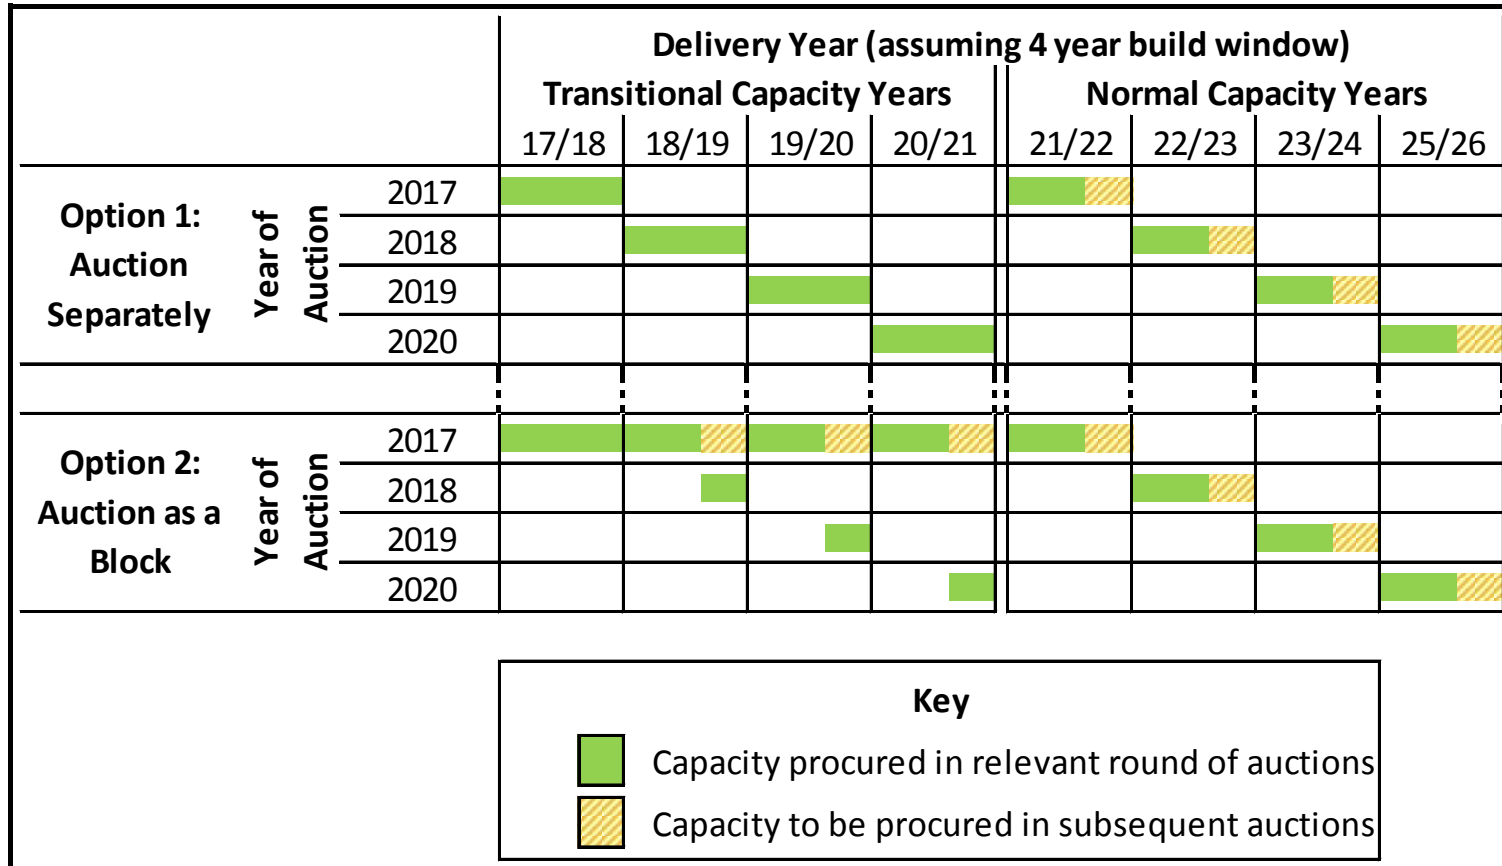 Delivery Year (assuming 4 year build window)
Transitional Capacity Years Normal Capacity Years
17/18 18/19 19/20 20/21 21/22 22/23 23/24 25/26
Option 1:
Auction
Separately
Year of
Auction
2017
2018
2019
2020
Option 2:
Auction as a
Block
Year of
Auction
2017
2018
2019
2020
Key
Capacity procured in relevant round of auctions
Capacity to be procured in subsequent auctions